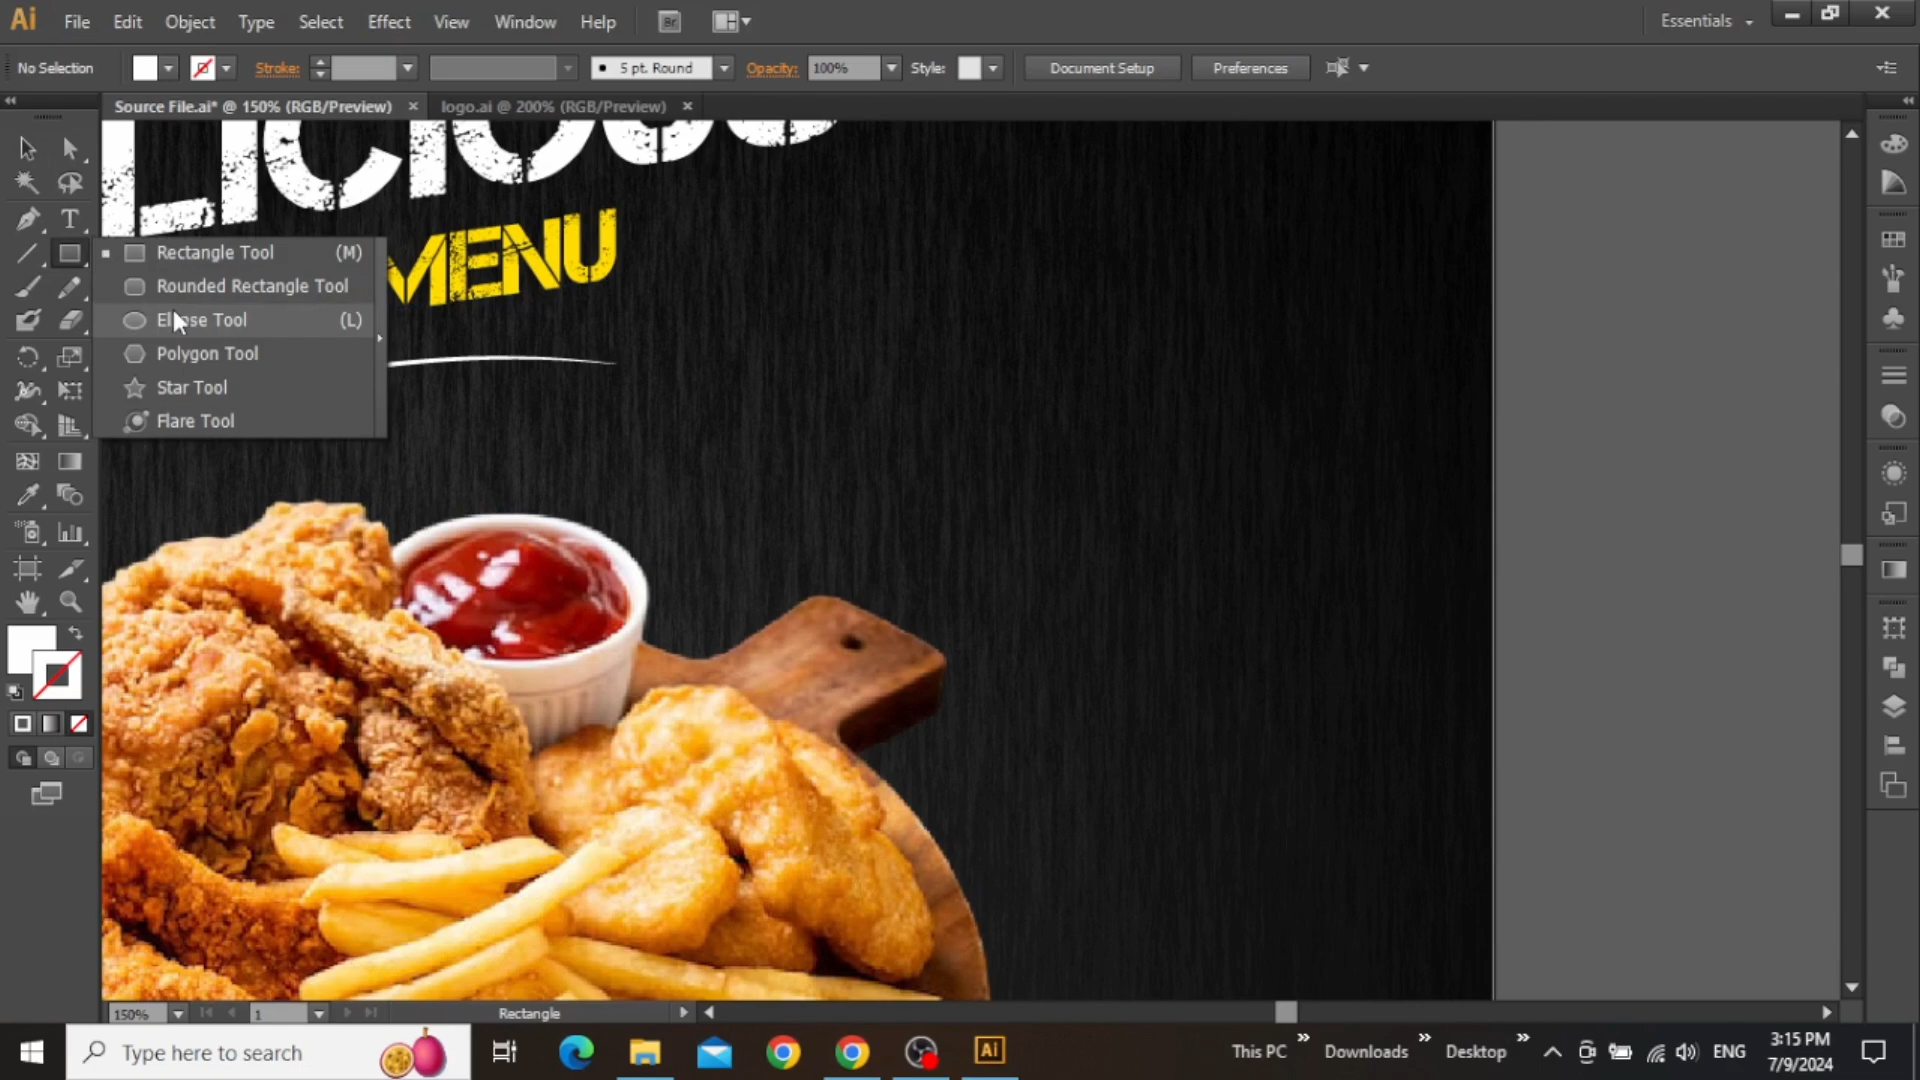 Ai File Edit Object Type Select Effect View Window Help Br Essentials
No Selection Stroke: 5 pt. Round Opacity: 100% Style: Document Setup Preferences
Source File.ai* @ 150% (RGB/Preview) × logo.ai @ 200% (RGB/Preview) ×
MENU
Rectangle Tool (M)
Rounded Rectangle Tool
Ellipse Tool (L)
Polygon Tool
Star Tool
Flare Tool
150% 1 Rectangle
Type here to search Ai This PC Downloads Desktop ENG
3:15 PM
7/9/2024